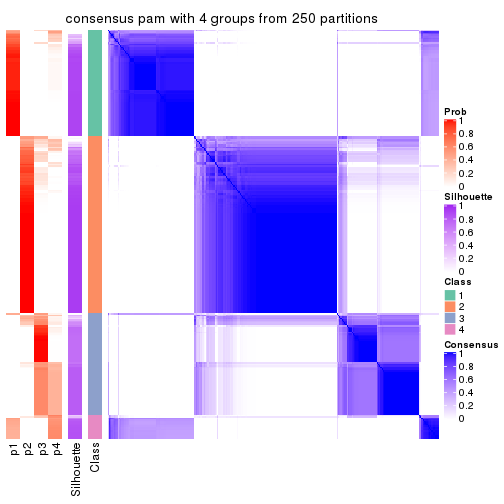 consensus pam with 4 groups from 250 partitions
Prob
1
0.8
0.6
0.4
0.2
0
Silhouette
1
0.8
0.6
0.4
0.2
0
Class
1
2
3
4
Consensus
1
0.8
0.6
0.4
0.2
0
p1
p2
p3
p4
Silhouette
Class